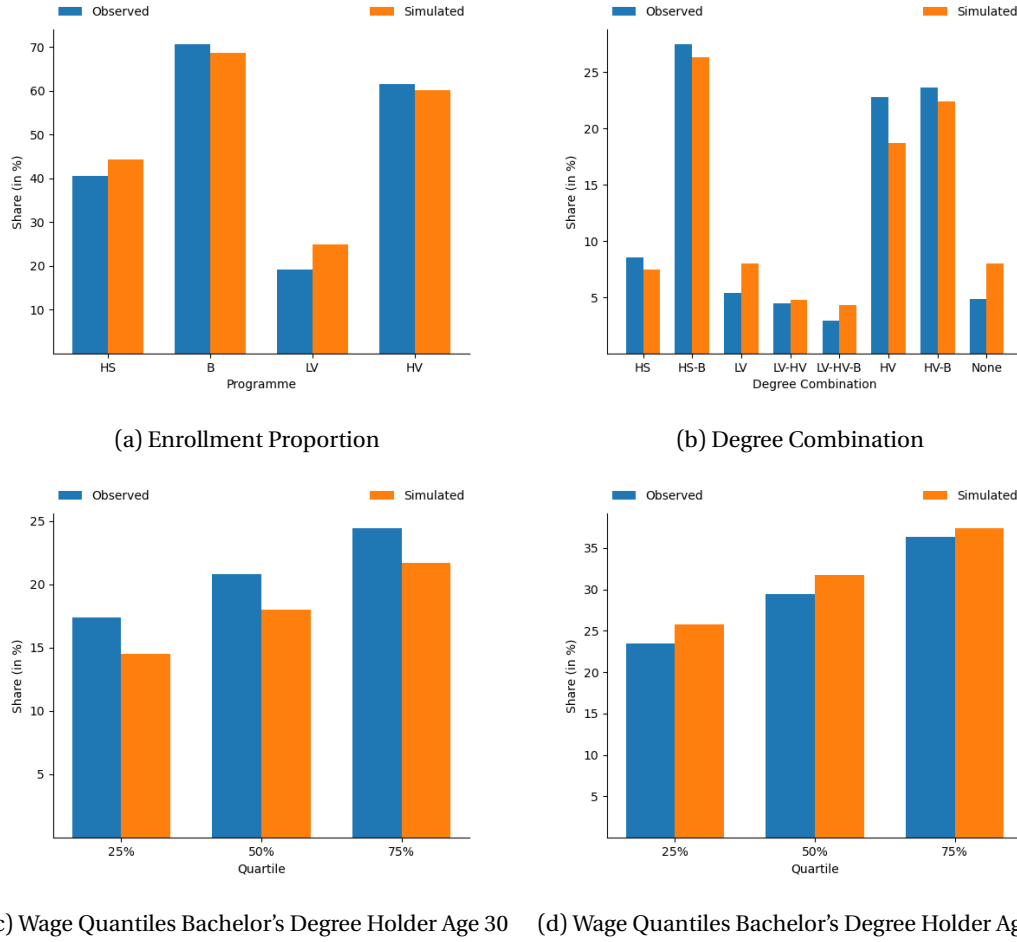 Observed Simulated
70
60
50
40
30
20
10
Share (in %)
HS B LV HV
Programme
(a) Enrollment Proportion
Observed Simulated
25
20
15
10
5
Share (in %)
HS HS-B LV LV-HV LV-HV-B HV HV-B None
Degree Combination
(b) Degree Combination
Observed Simulated
25
20
15
10
5
Share (in %)
25% 50% 75%
Quartile
c) Wage Quantiles Bachelor’s Degree Holder Age 30
Observed Simulated
35
30
25
20
15
10
5
Share (in %)
25% 50% 75%
Quartile
(d) Wage Quantiles Bachelor’s Degree Holder Ag